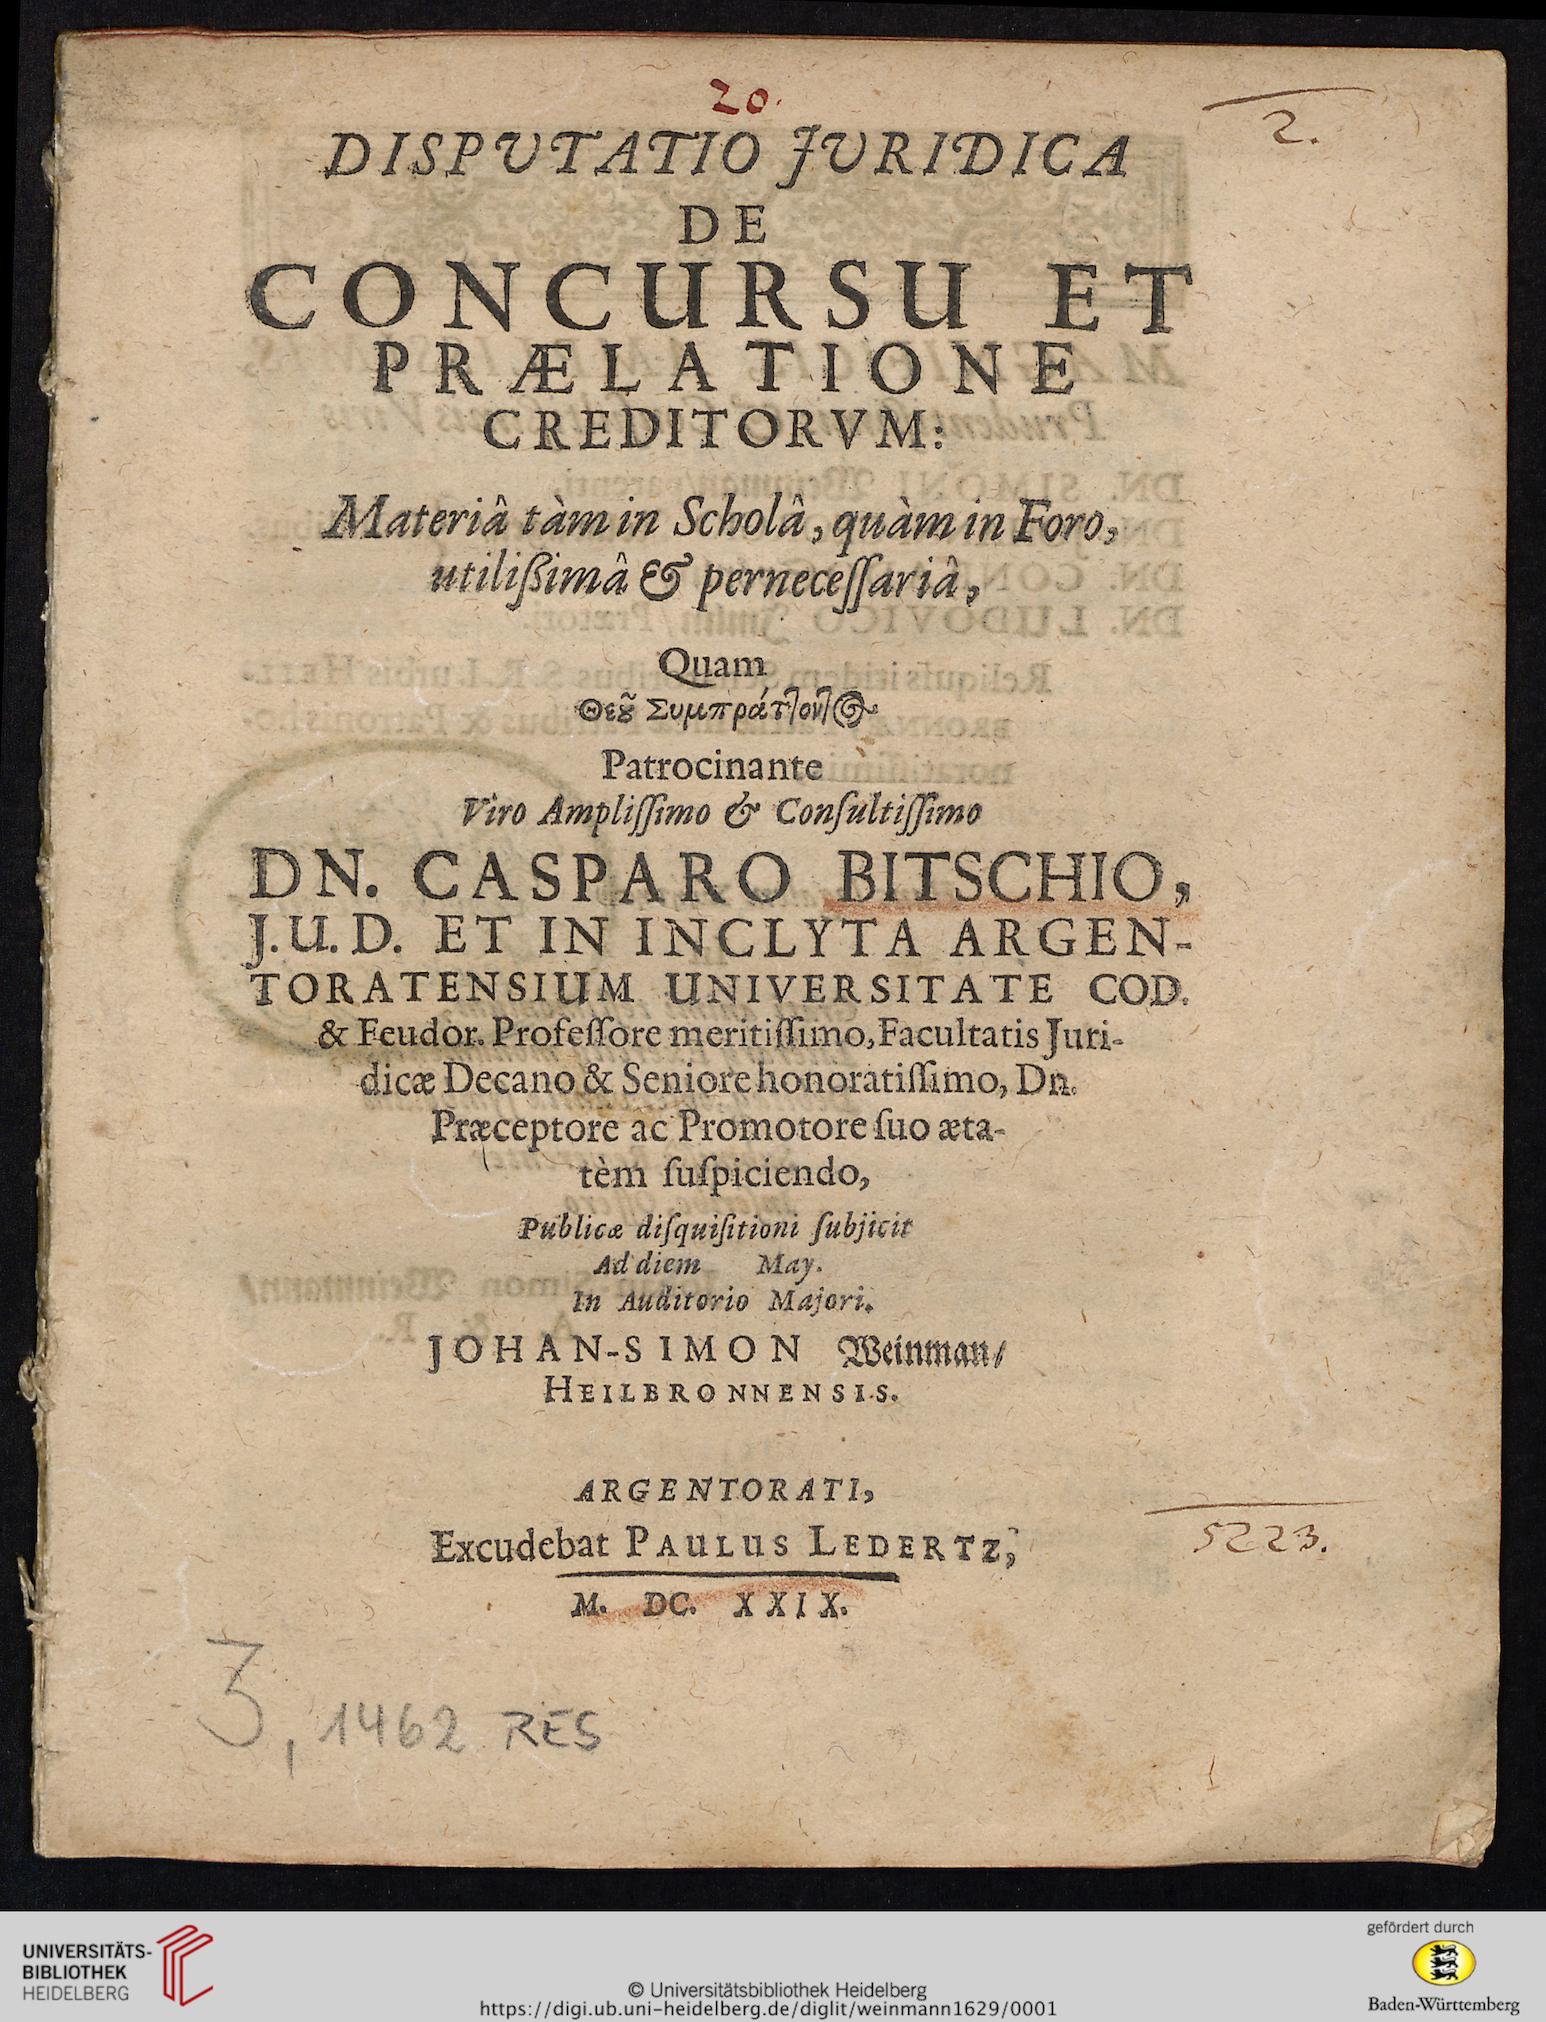 20.
2.
DISPUTATIO JURIDICA
DE
CONCURSU ET
PRÆLATIONE
CREDITORVM:
Materiâ tàm in Scholâ, quàm in Foro,
utilißimâ & perneceſſariâ,
Quam
Θεȣ͂ Συμπράτ]ον]@
Patrocinante
Viro Ampliſſimo & Conſultiſſimo
DN. CASPARO BITSCHIO,
J.U.D. ET IN INCLYTA ARGEN-
TORATENSIUM UNIVERSITATE COD.
& Feudor. Profeſſore meritiſſimo, Facultatis Juri-
dicæ Decano & Seniore honoratiſſimo, Dn.
Præceptore ac Promotore ſuo æta-
tèm ſuſpiciendo,
Publicæ diſquiſitioni ſubjicit
Ad diem May.
In Auditorio Majori.
JOHAN-SIMON Weinman/
HEILBRONNENSIS.
ARGENTORATI,
Excudebat PAULUS LEDERTZ,
M. DC. XXIX.
5223.
3, 1462 RES
UNIVERSITÄTS-
BIBLIOTHEK
HEIDELBERG
© Universitätsbibliothek Heidelberg
https://digi.ub.uni-heidelberg.de/diglit/weinmann1629/0001
gefördert durch
Baden-Württemberg